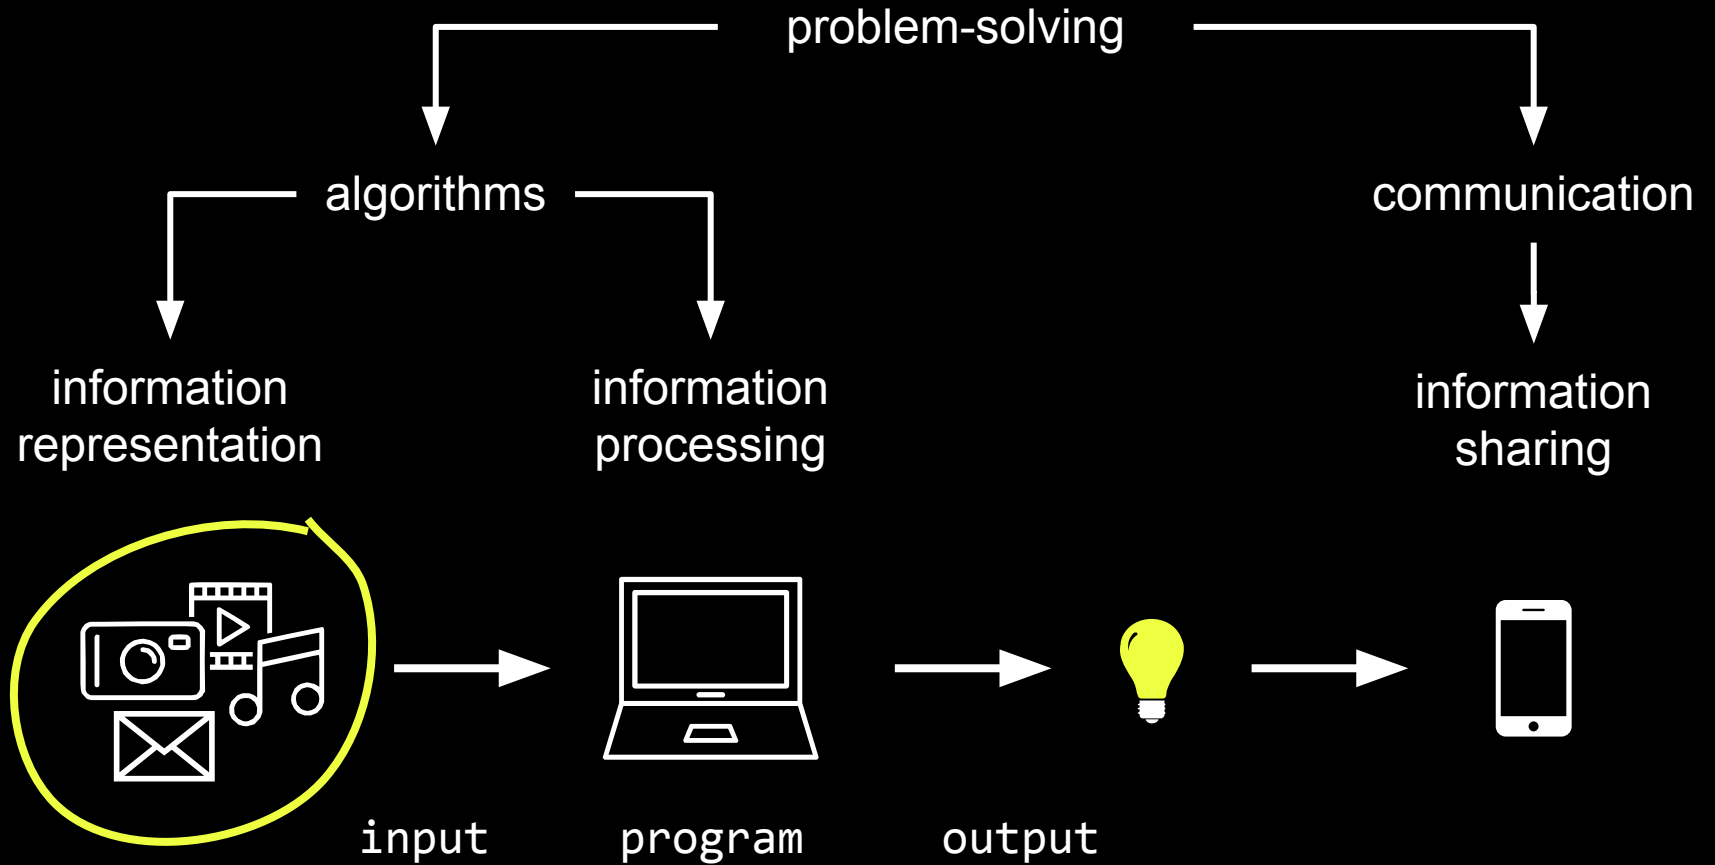 problem-solving
algorithms
communication
information
representation
information
processing
information
sharing
input
program
output